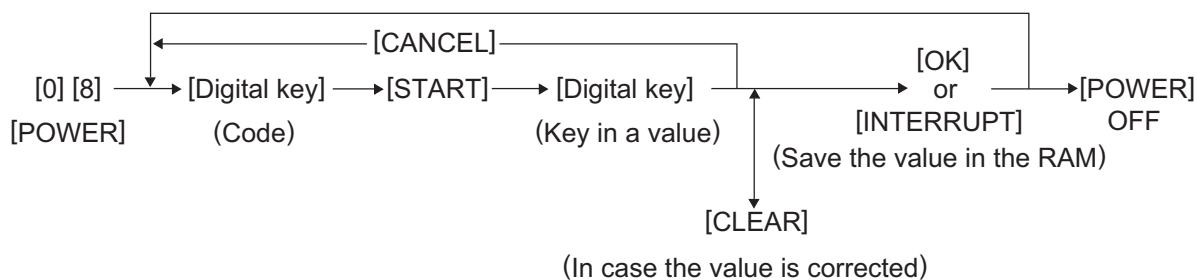 [CANCEL]
[0] [8]
[POWER]
[Digital key]
(Code)
[START]
[Digital key]
(Key in a value)
[OK]
or
[INTERRUPT]
(Save the value in the RAM)
[POWER]
OFF
[CLEAR]
(In case the value is corrected)